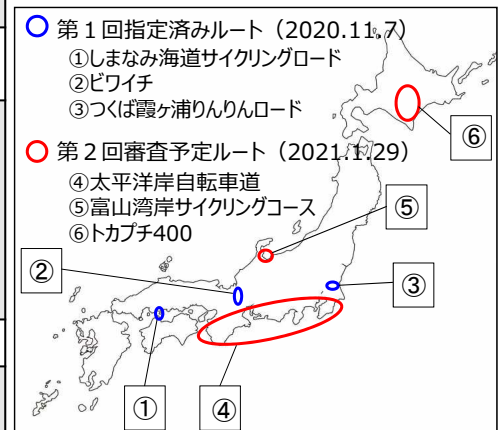 第１回指定済みルート（2020.11.7）
①しまなみ海道サイクリングロード
②ビワイチ
③つくば霞ヶ浦りんりんロード
第２回審査予定ルート（2021.1.29）
④太平洋岸自転車道
⑤富山湾岸サイクリングコース
⑥トカプチ400
⑥
⑤
②
③
①
④